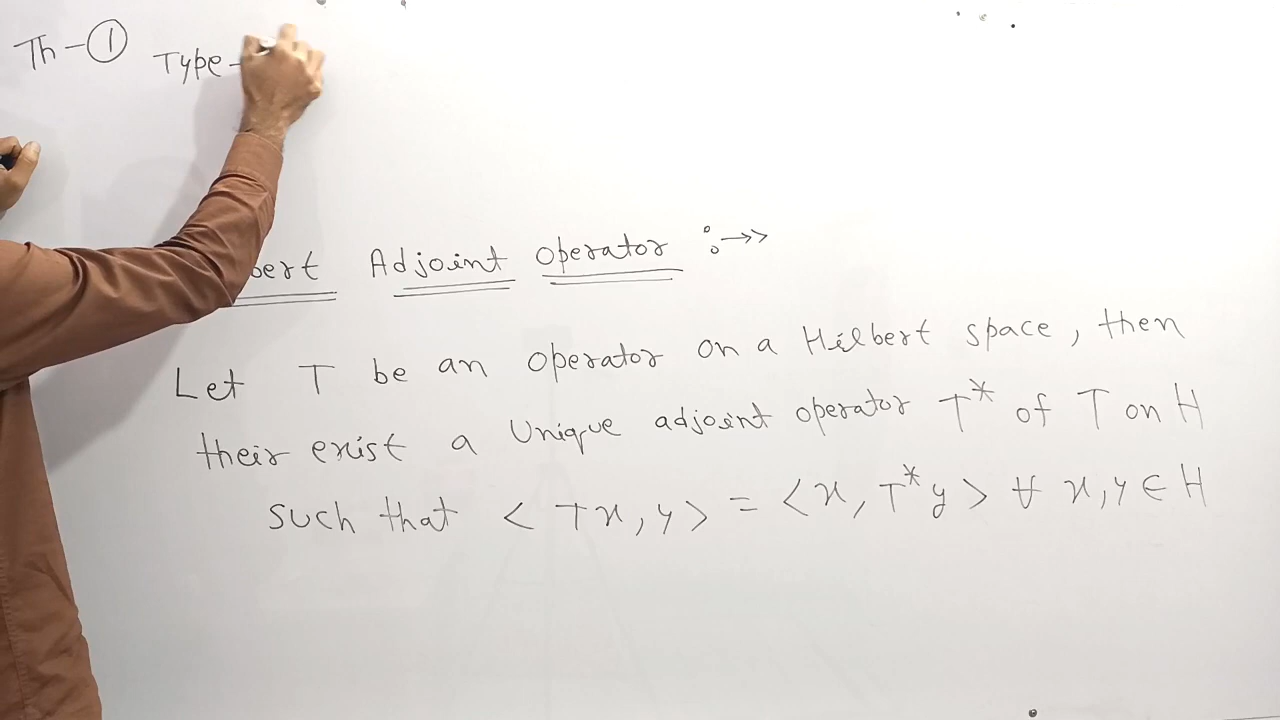 Th-①
Type-
bert Adjoint operator :→>
Let T be an operator on a Hilbert space, then
their exist a Unique adjoint operator T* of T on H
such that <Tx,y> = <x,T*y> ∀ x,y∈H